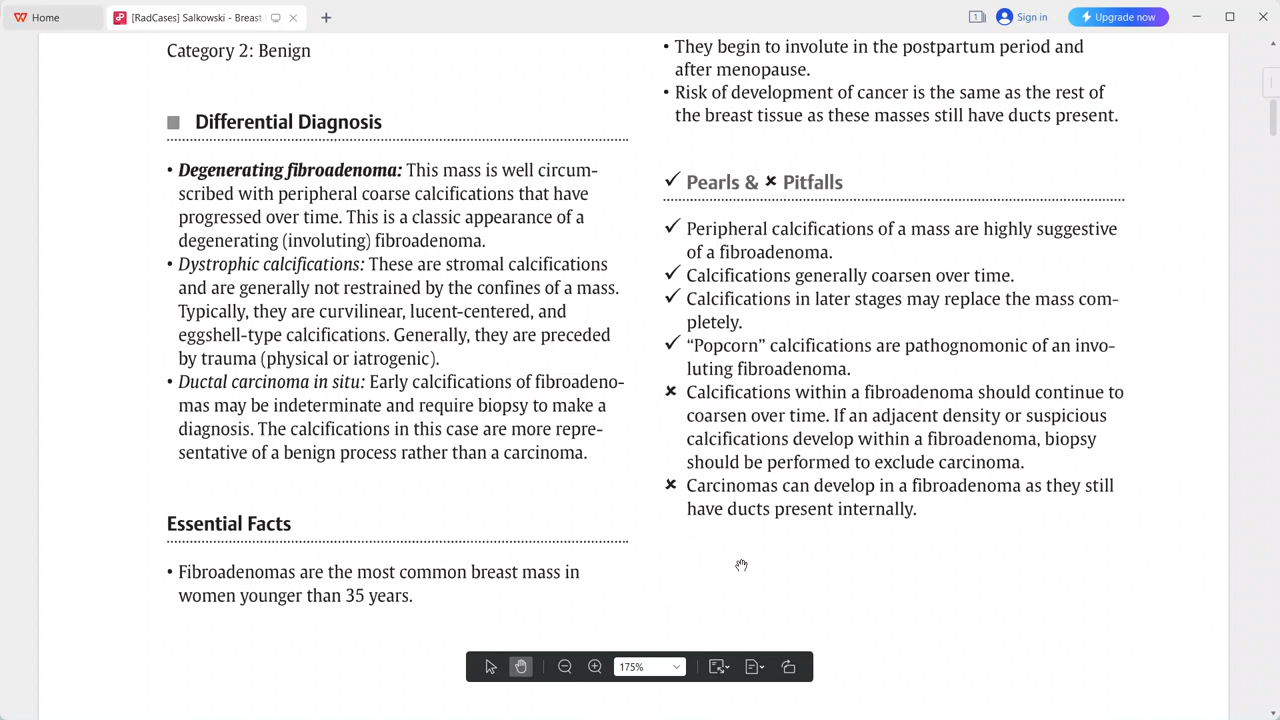 Home
[RadCases] Salkowski - Breast
1
Sign in
Upgrade now
Category 2: Benign
Differential Diagnosis
• Degenerating fibroadenoma: This mass is well circum-
scribed with peripheral coarse calcifications that have
progressed over time. This is a classic appearance of a
degenerating (involuting) fibroadenoma.
• Dystrophic calcifications: These are stromal calcifications
and are generally not restrained by the confines of a mass.
Typically, they are curvilinear, lucent-centered, and
eggshell-type calcifications. Generally, they are preceded
by trauma (physical or iatrogenic).
• Ductal carcinoma in situ: Early calcifications of fibroadeno-
mas may be indeterminate and require biopsy to make a
diagnosis. The calcifications in this case are more repre-
sentative of a benign process rather than a carcinoma.
Essential Facts
• Fibroadenomas are the most common breast mass in
women younger than 35 years.
• They begin to involute in the postpartum period and
after menopause.
• Risk of development of cancer is the same as the rest of
the breast tissue as these masses still have ducts present.
✓ Pearls & ✗ Pitfalls
✓ Peripheral calcifications of a mass are highly suggestive
of a fibroadenoma.
✓ Calcifications generally coarsen over time.
✓ Calcifications in later stages may replace the mass com-
pletely.
✓ “Popcorn” calcifications are pathognomonic of an invo-
luting fibroadenoma.
✗ Calcifications within a fibroadenoma should continue to
coarsen over time. If an adjacent density or suspicious
calcifications develop within a fibroadenoma, biopsy
should be performed to exclude carcinoma.
✗ Carcinomas can develop in a fibroadenoma as they still
have ducts present internally.
175%